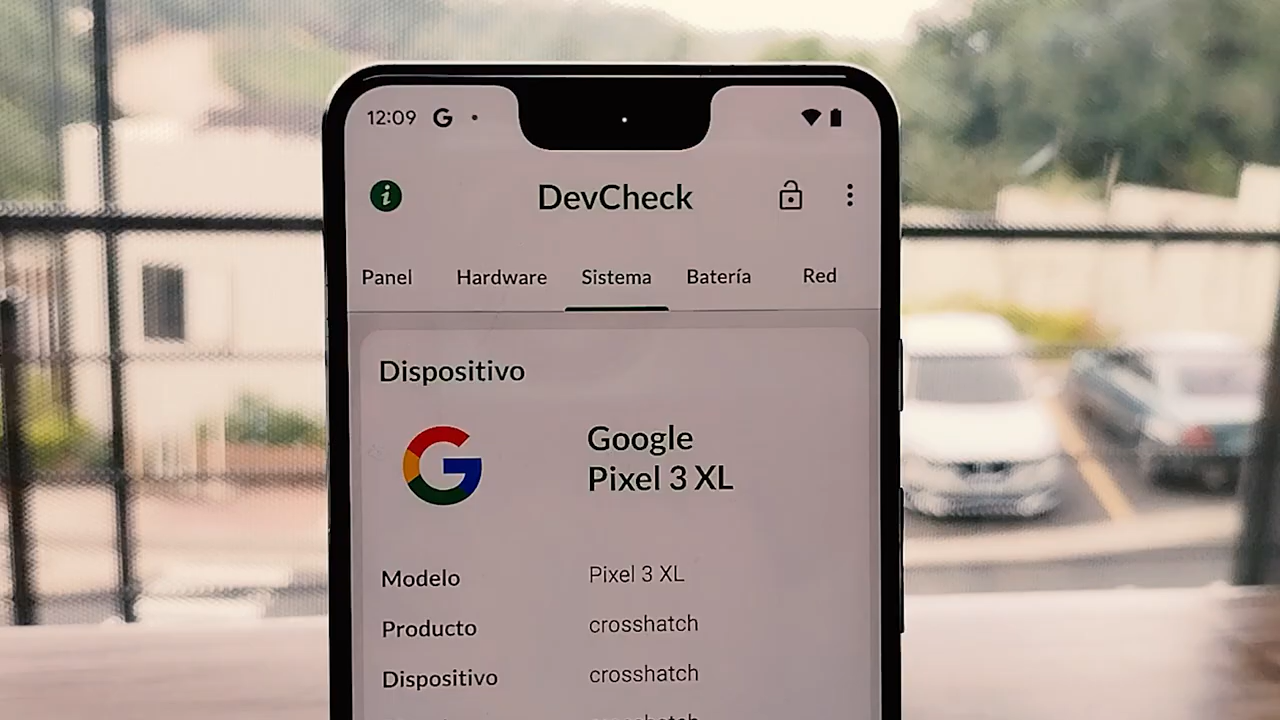 12:09 G
DevCheck
Panel Hardware Sistema Batería Red
Dispositivo
Google
Pixel 3 XL
Modelo Pixel 3 XL
Producto crosshatch
Dispositivo crosshatch